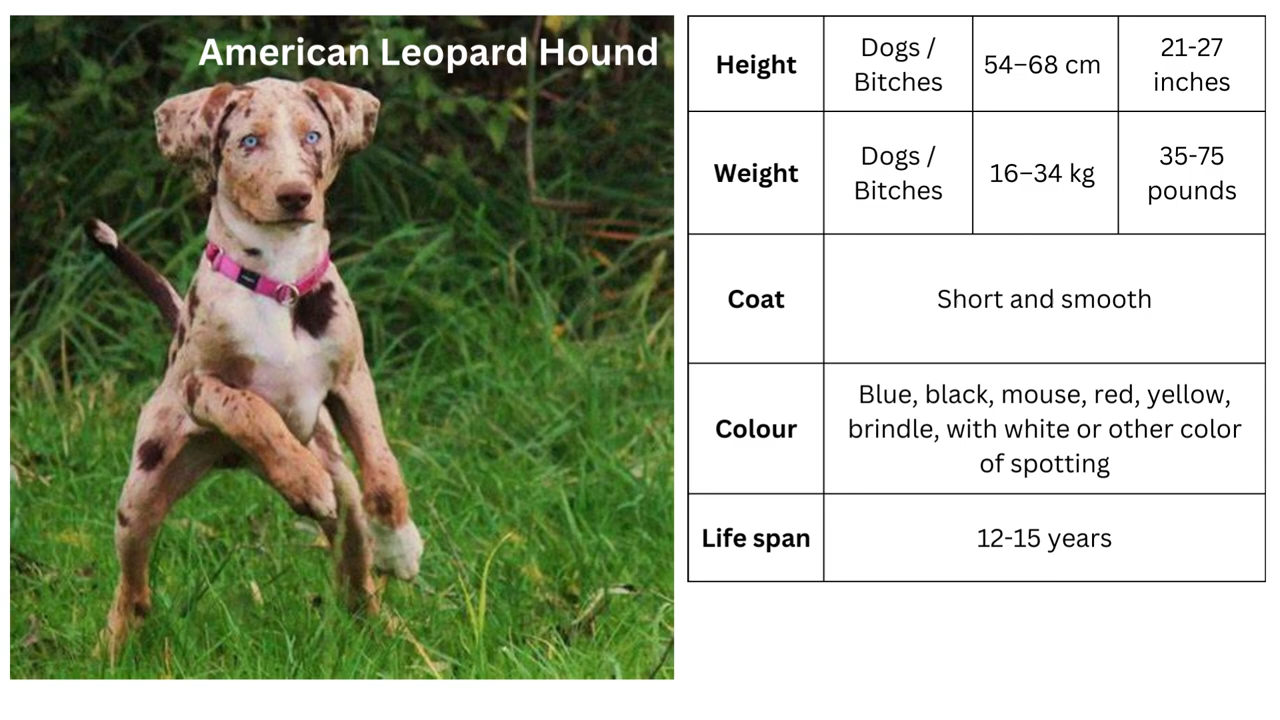 American Leopard Hound
Height
Dogs /
Bitches
54–68 cm
21-27
inches
Weight
Dogs /
Bitches
16–34 kg
35-75
pounds
Coat
Short and smooth
Colour
Blue, black, mouse, red, yellow,
brindle, with white or other color
of spotting
Life span
12-15 years